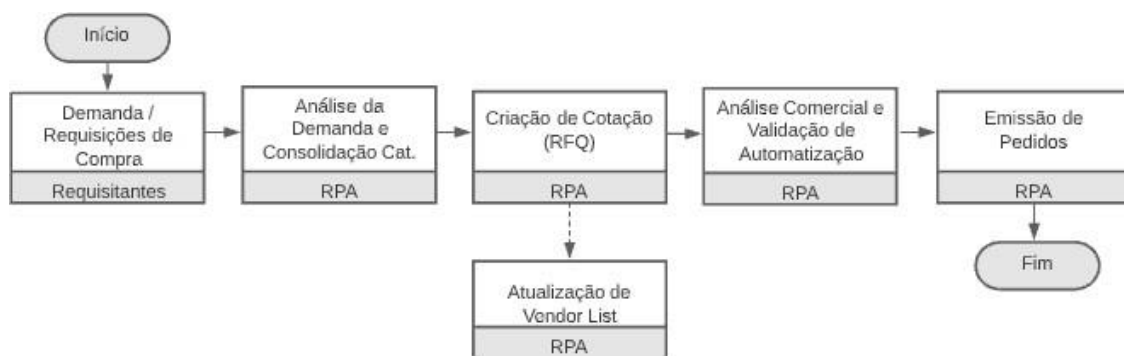 Início
Demanda /
Requisições de
Compra
Requisitantes
Análise da
Demanda e
Consolidação Cat.
RPA
Criação de Cotação
(RFQ)
RPA
Análise Comercial e
Validação de
Automatização
RPA
Emissão de
Pedidos
RPA
Atualização de
Vendor List
RPA
Fim